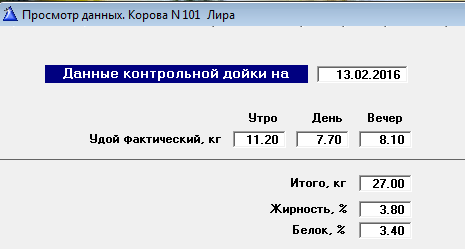 Просмотр данных. Корова N 101 Лира
Данные контрольной дойки на 13.02.2016
Утро День Вечер
Удой фактический, кг 11.20 7.70 8.10
Итого, кг 27.00
Жирность, % 3.80
Белок, % 3.40